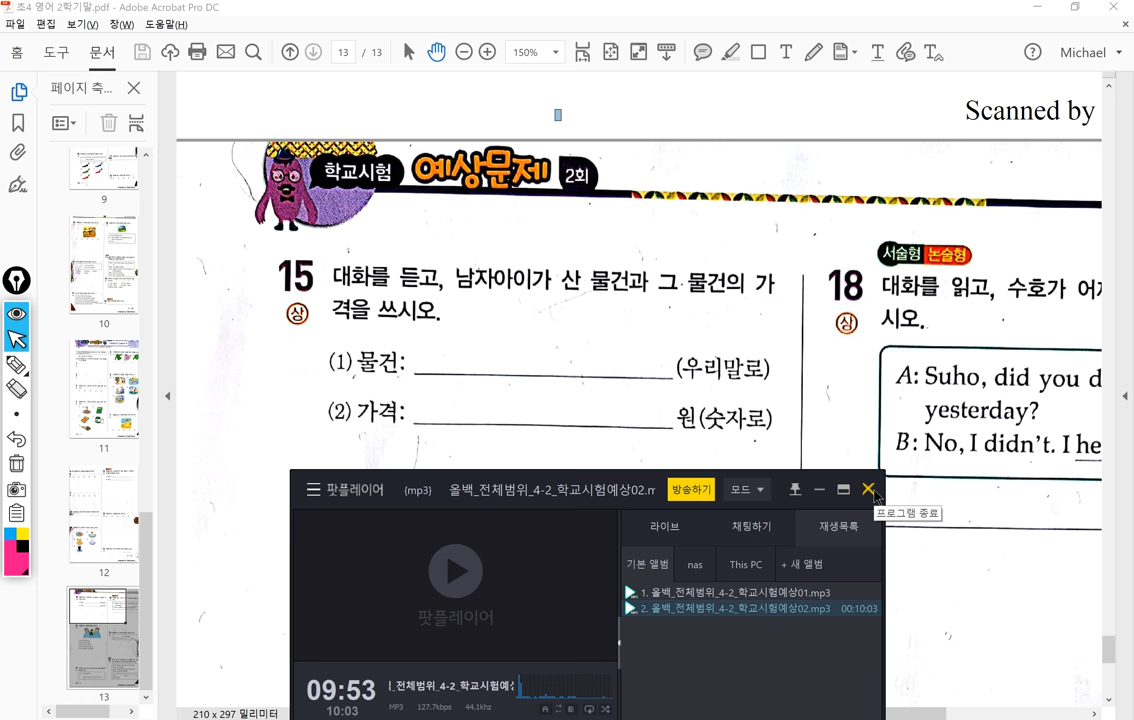 초4 영어 2학기말.pdf - Adobe Acrobat Pro DC
파일 편집 보기(V) 창(W) 도움말(H)
홈 도구 문서 13 / 13 150% Michael
페이지 축...
9
10
11
12
13
Scanned by
학교시험 예상문제 2회
15 대화를 듣고, 남자아이가 산 물건과 그 물건의 가
상 격을 쓰시오.
(1) 물건: (우리말로)
(2) 가격: 원(숫자로)
서술형 논술형
18 대화를 읽고, 수호가 어
상 시오.
A: Suho, did you d
yesterday?
B: No, I didn't. I he
팟플레이어 (mp3) 올백_전체범위_4-2_학교시험예상02.m 방송하기 모드
프로그램 종료
라이브 채팅하기 재생목록
기본 앨범 nas This PC + 새 앨범
1. 올백_전체범위_4-2_학교시험예상01.mp3
2. 올백_전체범위_4-2_학교시험예상02.mp3 00:10:03
팟플레이어
09:53
10:03
_전체범위_4-2_학교시험예
MP3 127.7kbps 44.1khz
A B
210 x 297 밀리미터